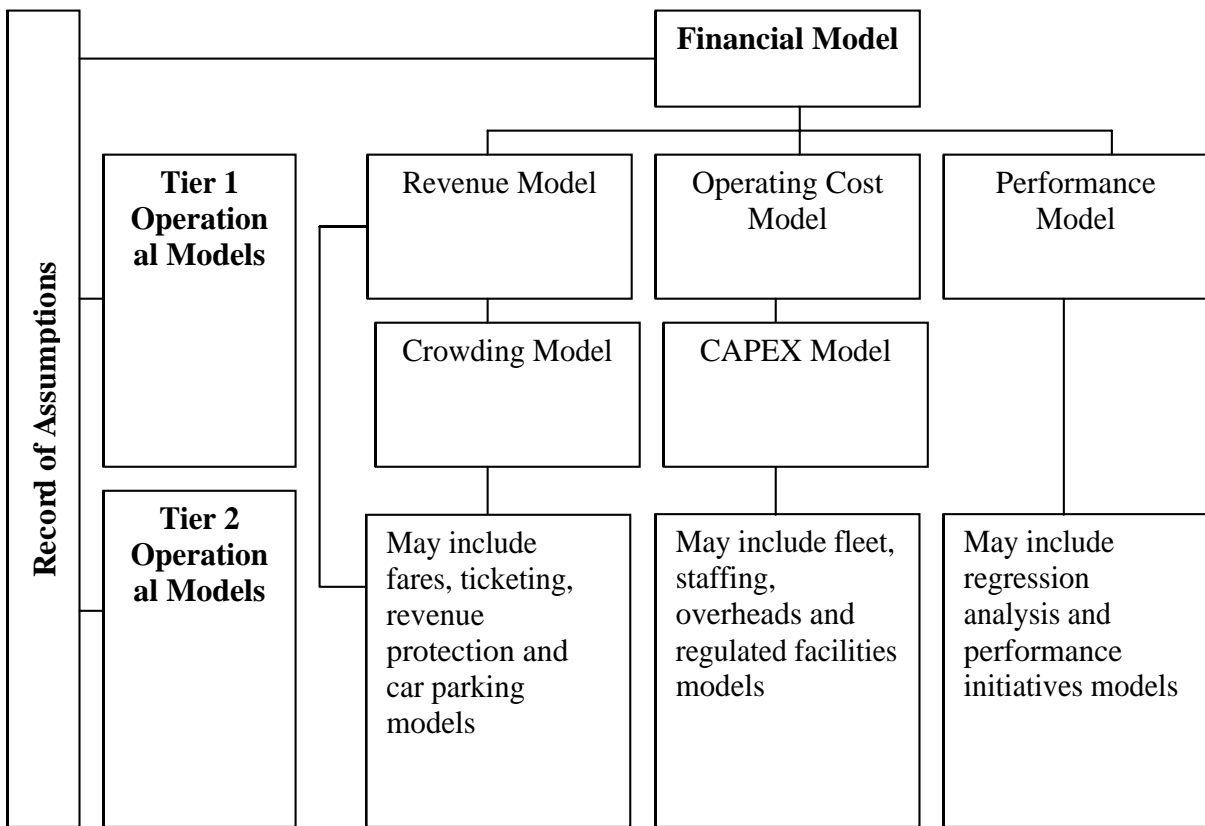 Record of Assumptions
Financial Model
Tier 1
Operation
al Models
Revenue Model
Operating Cost
Model
Performance
Model
Crowding Model
CAPEX Model
Tier 2
Operation
al Models
May include
fares, ticketing,
revenue
protection and
car parking
models
May include fleet,
staffing,
overheads and
regulated facilities
models
May include
regression
analysis and
performance
initiatives models